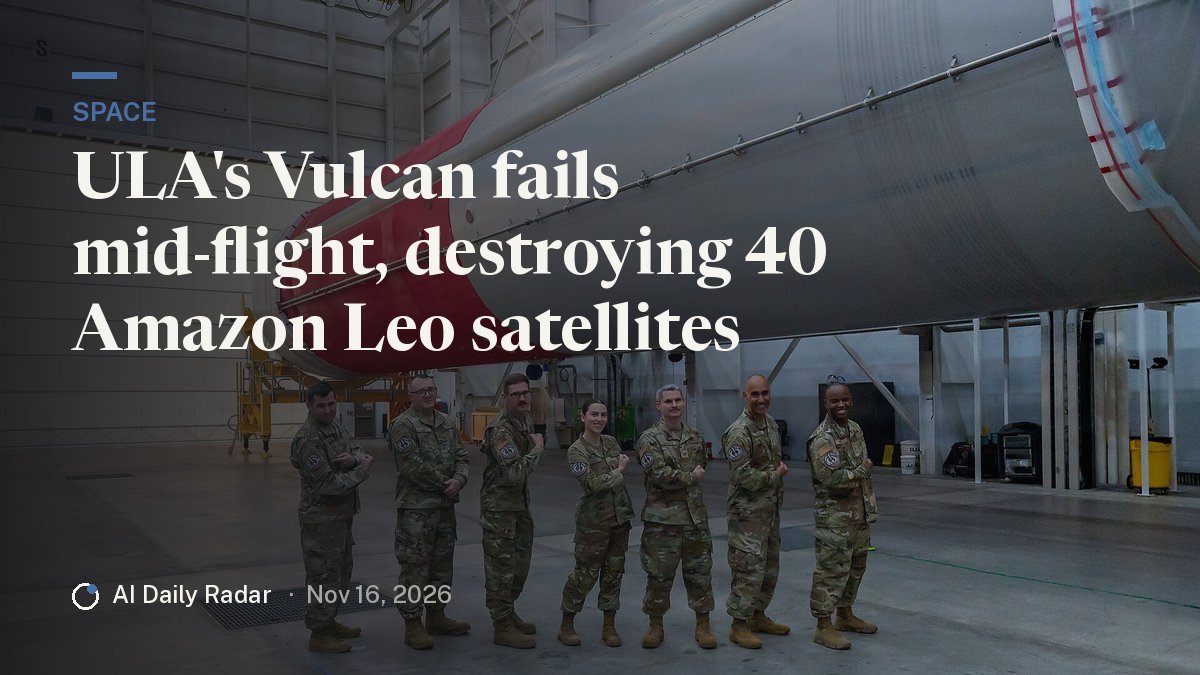 S
SPACE
ULA's Vulcan fails
mid-flight, destroying 40
Amazon Leo satellites
AI Daily Radar · Nov 16, 2026